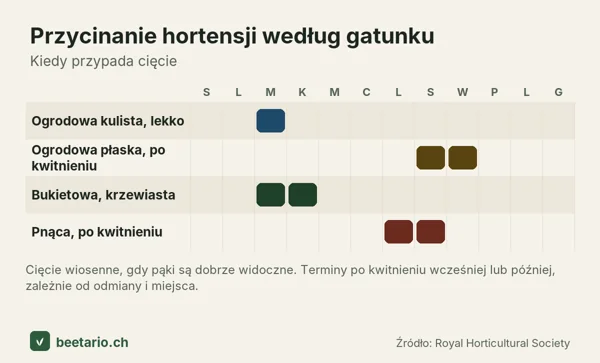 Przycinanie hortensji według gatunku
Kiedy przypada cięcie
S L M K M C L S W P L G
Ogrodowa kulista, lekko
Ogrodowa płaska, po
kwitnieniu
Bukietowa, krzewiasta
Pnąca, po kwitnieniu
Cięcie wiosenne, gdy pąki są dobrze widoczne. Terminy po kwitnieniu wcześniej lub później,
zależnie od odmiany i miejsca.
beetario.ch
Źródło: Royal Horticultural Society